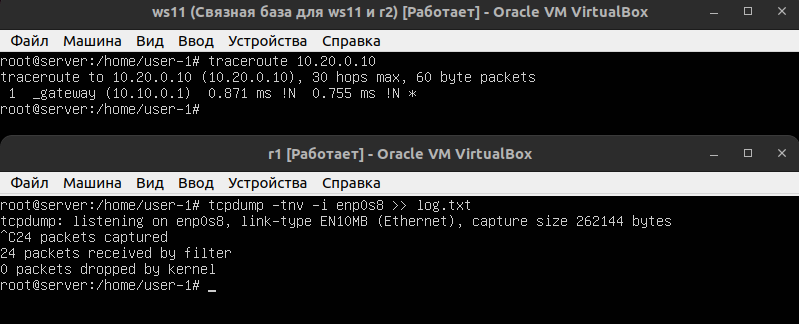 ws11 (Связная база для ws11 и r2) [Работает] - Oracle VM VirtualBox
Файл Машина Вид Ввод Устройства Справка
root@server:/home/user-1# traceroute 10.20.0.10
traceroute to 10.20.0.10 (10.20.0.10), 30 hops max, 60 byte packets
 1  _gateway (10.10.0.1)  0.871 ms !N  0.755 ms !N *
root@server:/home/user-1#
r1 [Работает] - Oracle VM VirtualBox
Файл Машина Вид Ввод Устройства Справка
root@server:/home/user-1# tcpdump -tnv -i enp0s8 >> log.txt
tcpdump: listening on enp0s8, link-type EN10MB (Ethernet), capture size 262144 bytes
^C24 packets captured
24 packets received by filter
0 packets dropped by kernel
root@server:/home/user-1# _